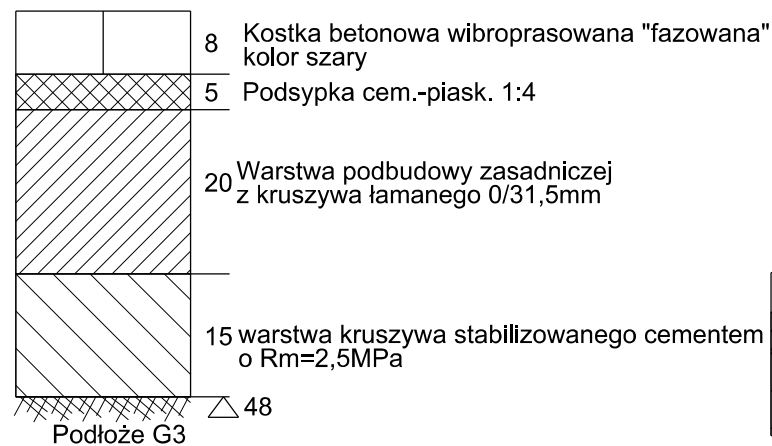 8 Kostka betonowa wibroprasowana "fazowana"
kolor szary
5 Podsypka cem.-piask. 1:4
20 Warstwa podbudowy zasadniczej
z kruszywa łamanego 0/31,5mm
15 warstwa kruszywa stabilizowanego cementem
o Rm=2,5MPa
48
Podłoże G3